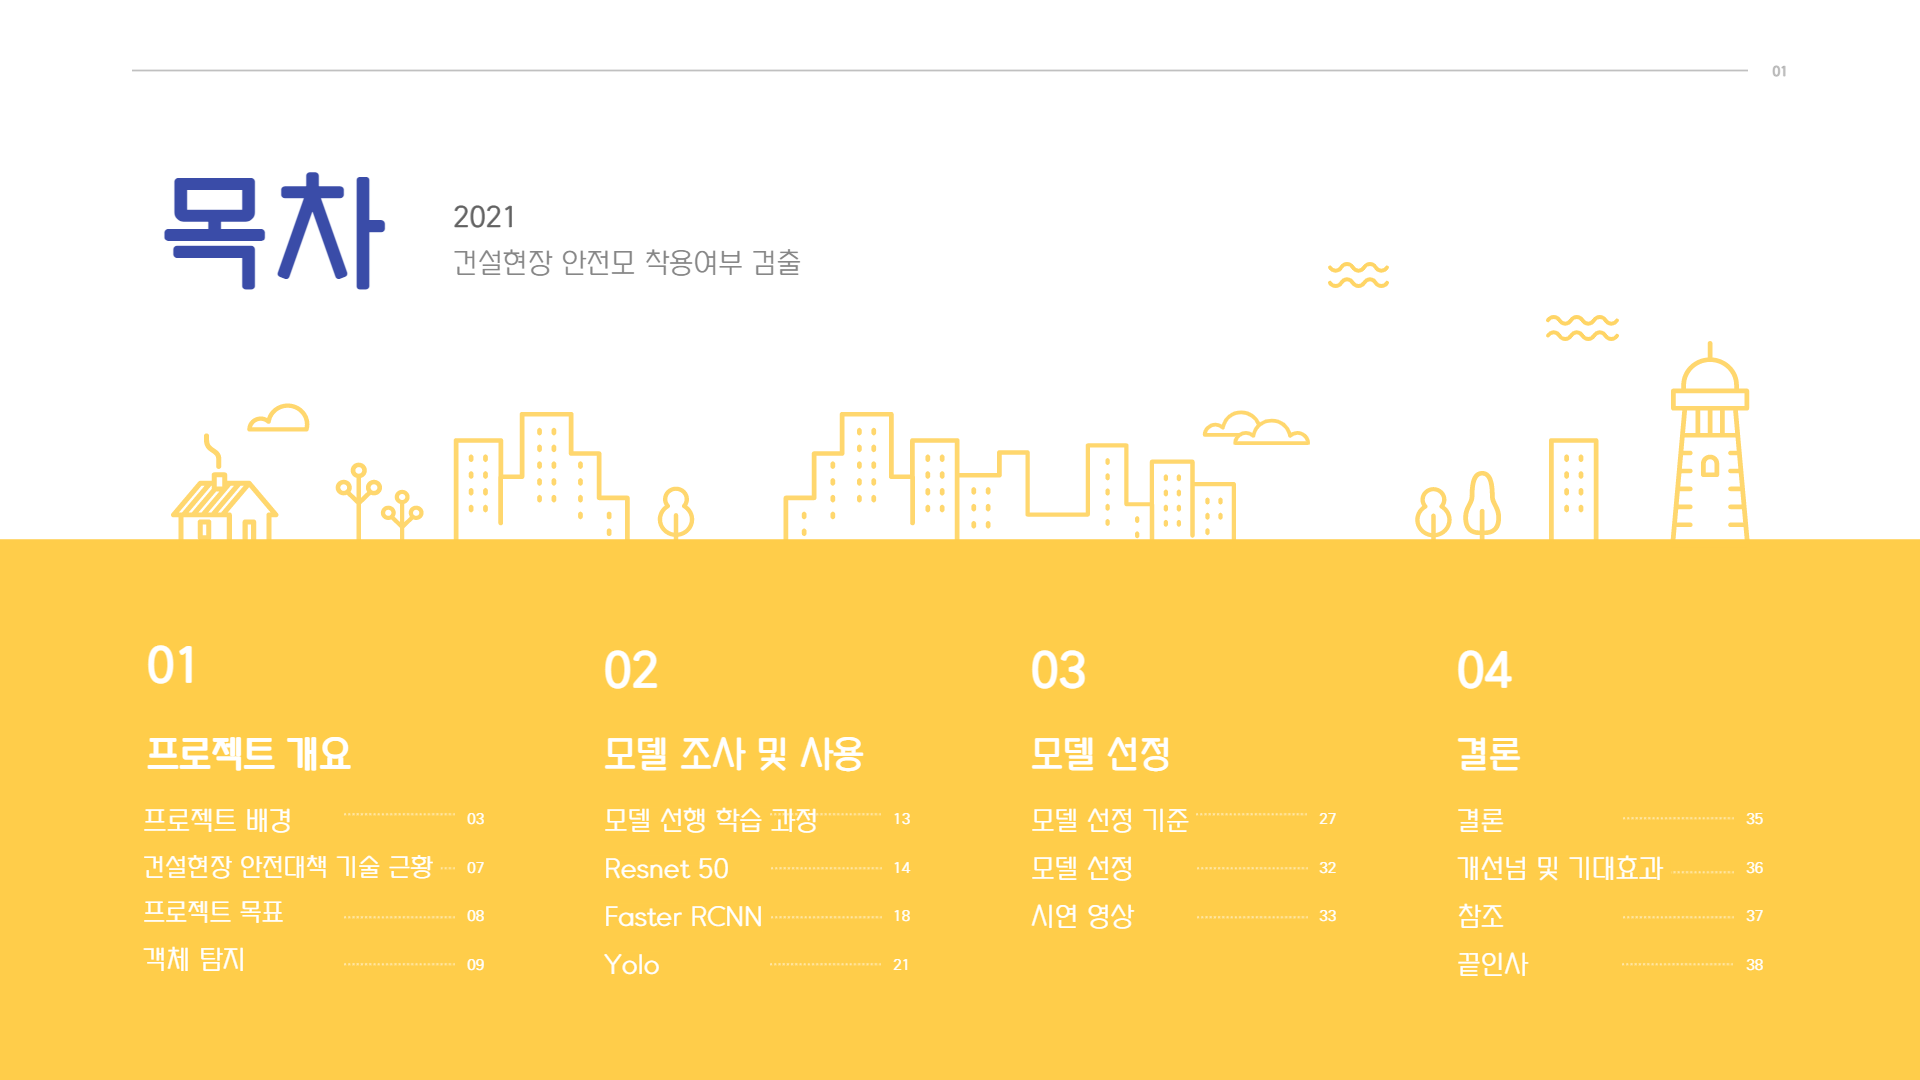 01
목차
2021
건설현장 안전모 착용여부 검출
01
프로젝트 개요
프로젝트 배경 03
건설현장 안전대책 기술 근황 07
프로젝트 목표 08
객체 탐지 09
02
모델 조사 및 사용
모델 선행 학습 과정 13
Resnet 50 14
Faster RCNN 18
Yolo 21
03
모델 선정
모델 선정 기준 27
모델 선정 32
시연 영상 33
04
결론
결론 35
개선넘 및 기대효과 36
참조 37
끝인사 38